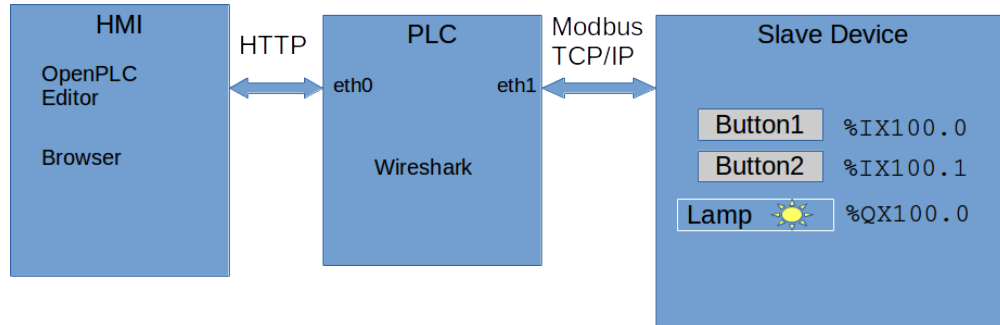 HMI
OpenPLC
Editor
Browser
HTTP
PLC
eth0
eth1
Wireshark
Modbus
TCP/IP
Slave Device
Button1 %IX100.0
Button2 %IX100.1
Lamp %QX100.0